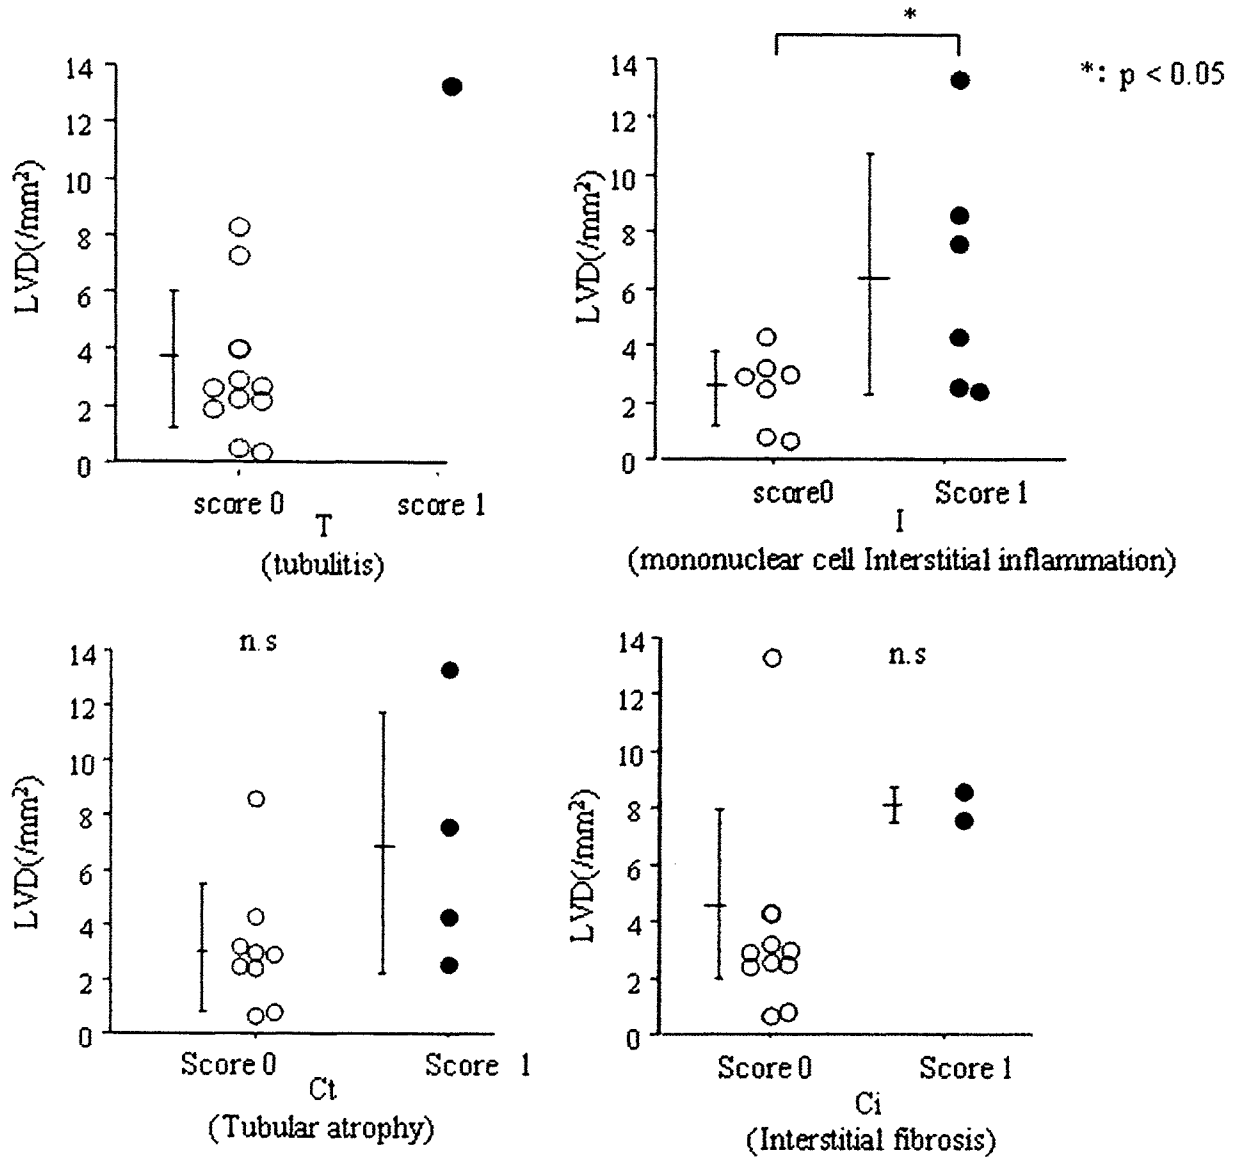 *
*: p < 0.05
LVD(/mm²)
14
12
10
8
6
4
2
0
score 0
score 1
T
(tubulitis)
LVD(/mm²)
14
12
10
8
6
4
2
0
score0
Score 1
I
(mononuclear cell Interstitial inflammation)
n.s
LVD(/mm²)
14
12
10
8
6
4
2
0
Score 0
Score 1
Ct
(Tubular atrophy)
n.s
LVD(/mm²)
14
12
10
8
6
4
2
0
Score 0
Score 1
Ci
(Interstitial fibrosis)